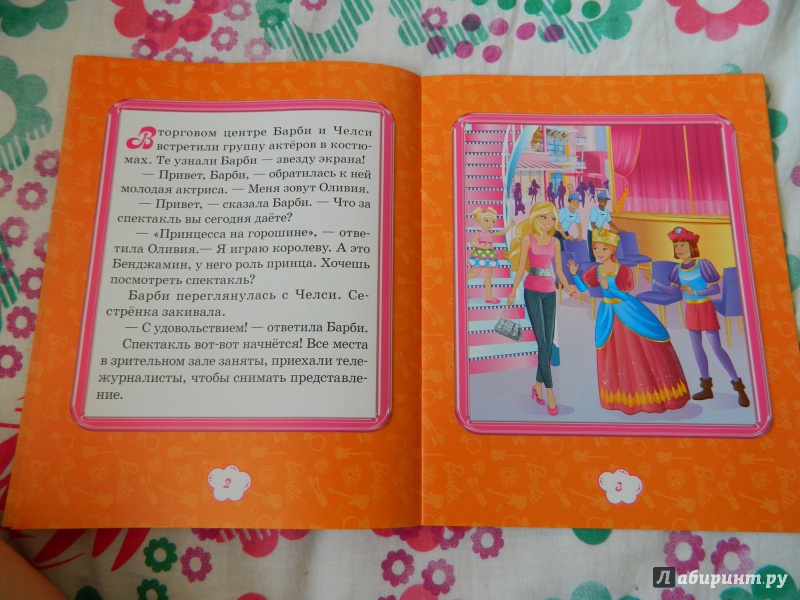 В торговом центре Барби и Челси
встретили группу актёров в костю-
мах. Те узнали Барби — звезду экрана!
— Привет, Барби, — обратилась к ней
молодая актриса. — Меня зовут Оливия.
— Привет, — сказала Барби. — Что за
спектакль вы сегодня даёте?
— «Принцесса на горошине», — отве-
тила Оливия.— Я играю королеву. А это
Бенджамин, у него роль принца. Хочешь
посмотреть спектакль?
Барби переглянулась с Челси. Се-
стрёнка закивала.
— С удовольствием! — ответила Барби.
Спектакль вот-вот начнётся! Все места
в зрительном зале заняты, приехали теле-
журналисты, чтобы снимать представле-
ние.
2
3
Лабиринт.ру